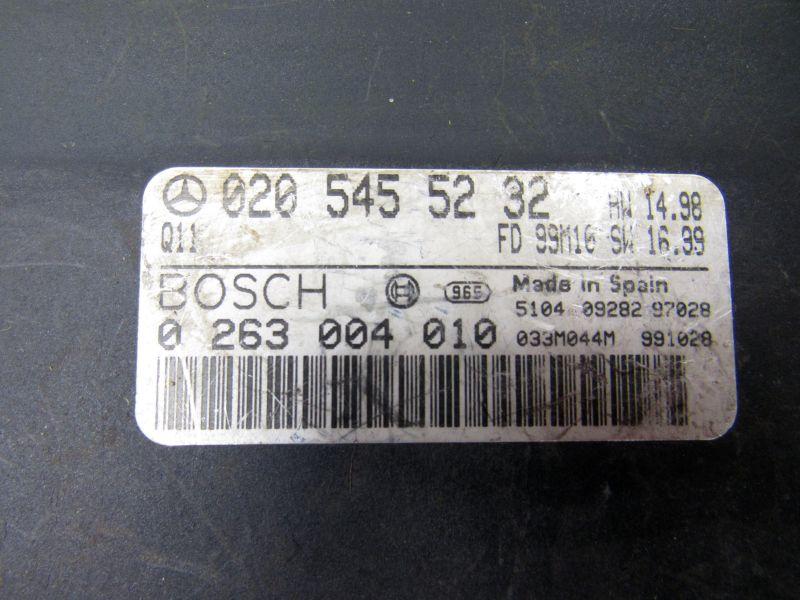 020 545 52 32 HW 14.98
Q11 FD 99M10 SW 16.99
BOSCH 965 Made in Spain
5104 09282 97028
0 263 004 010 033M044M 991028